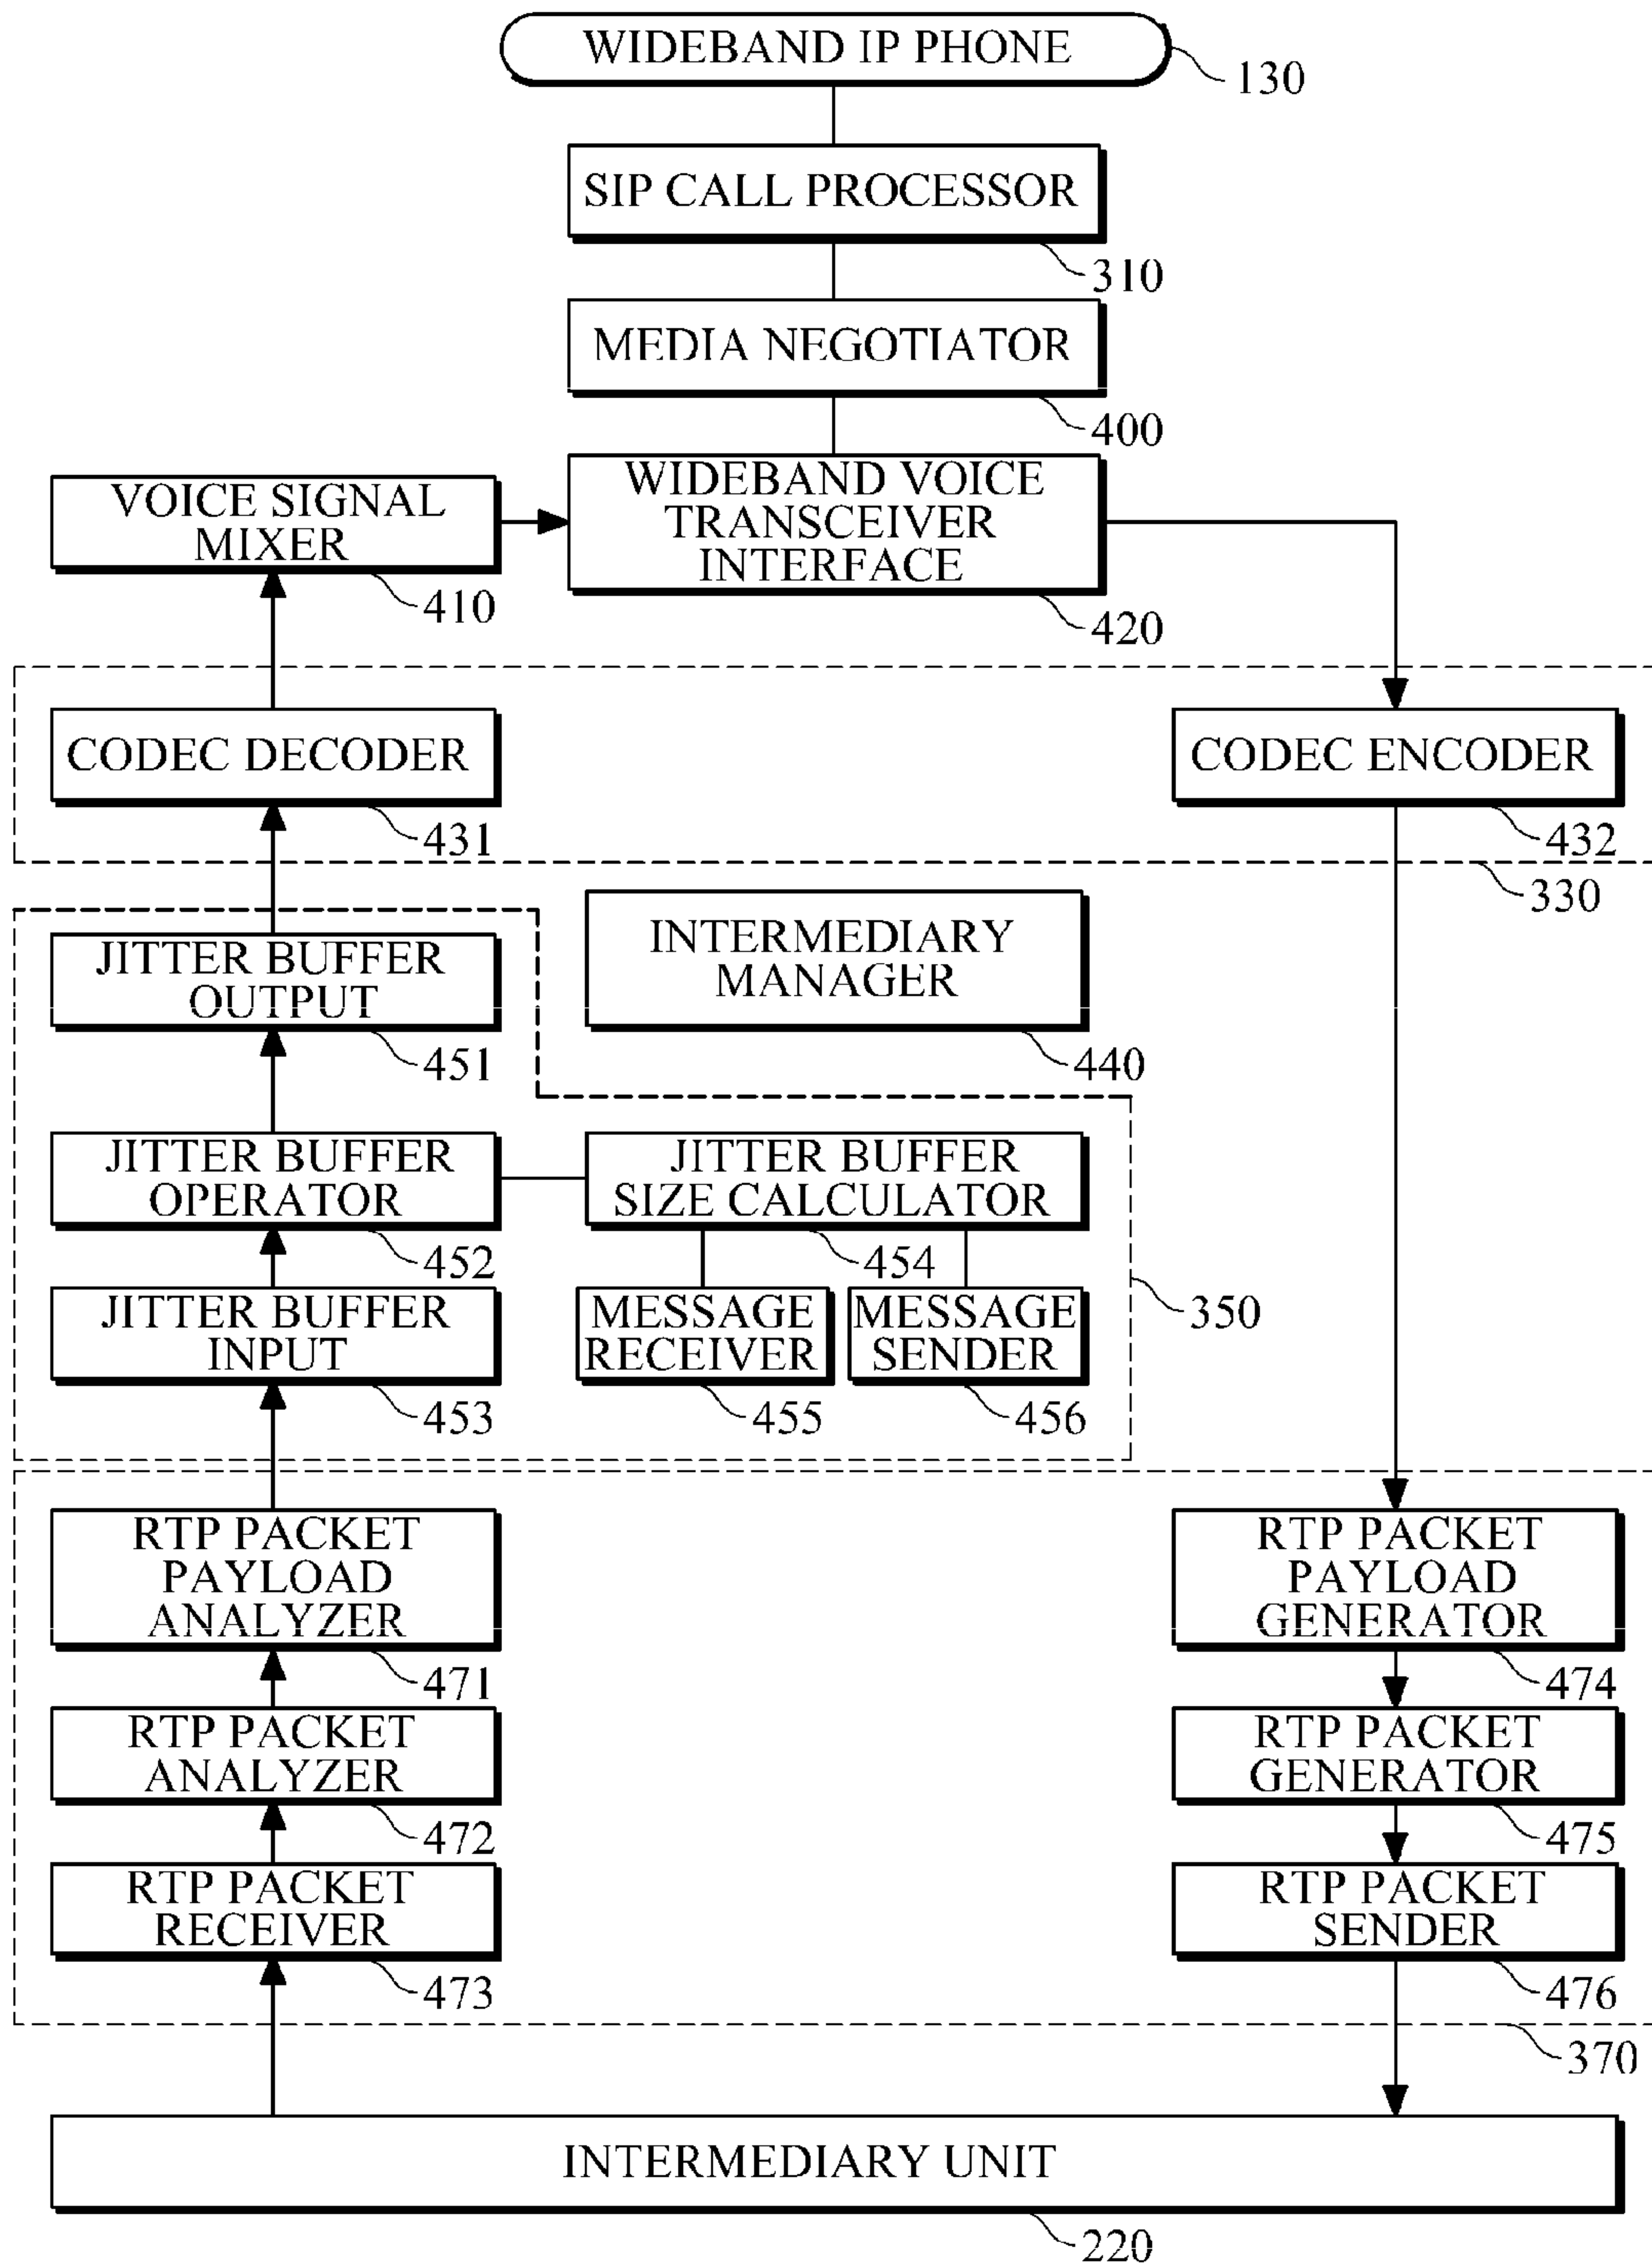 WIDEBAND IP PHONE
130
SIP CALL PROCESSOR
310
MEDIA NEGOTIATOR
400
VOICE SIGNAL
MIXER
410
WIDEBAND VOICE
TRANSCEIVER
INTERFACE
420
CODEC DECODER
431
CODEC ENCODER
432
330
JITTER BUFFER
OUTPUT
451
INTERMEDIARY
MANAGER
440
JITTER BUFFER
OPERATOR
452
JITTER BUFFER
SIZE CALCULATOR
454
JITTER BUFFER
INPUT
453
MESSAGE
RECEIVER
455
MESSAGE
SENDER
456
350
RTP PACKET
PAYLOAD
ANALYZER
471
RTP PACKET
PAYLOAD
GENERATOR
474
RTP PACKET
ANALYZER
472
RTP PACKET
GENERATOR
475
RTP PACKET
RECEIVER
473
RTP PACKET
SENDER
476
370
INTERMEDIARY UNIT
220